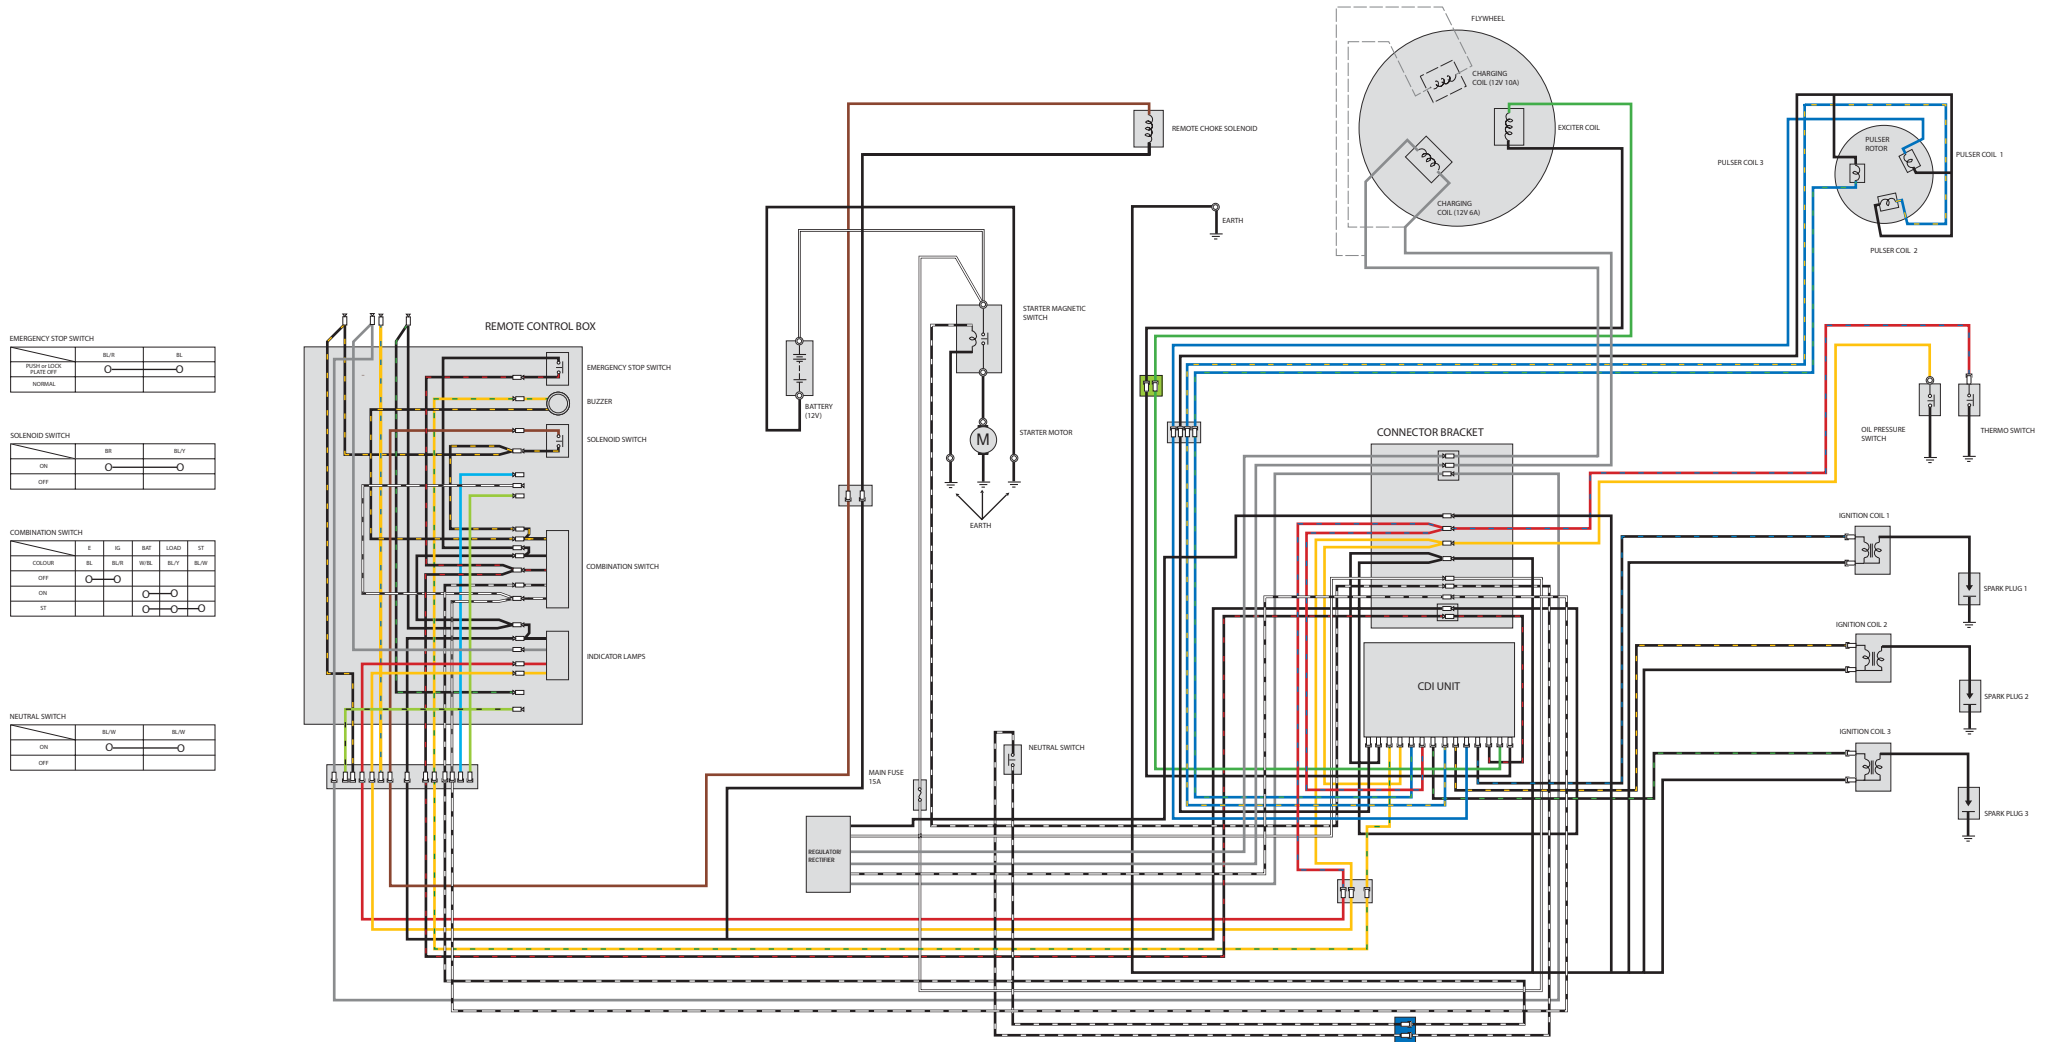 FLYWHEEL
CHARGING
COIL (12V 10A)
EXCITER COIL
CHARGING
COIL (12V 6A)
REMOTE CHOKE SOLENOID
PULSER COIL 3
PULSER
ROTOR
PULSER COIL 1
PULSER COIL 2
EARTH
STARTER MAGNETIC
SWITCH
BATTERY
(12V)
M
STARTER MOTOR
EARTH
OIL PRESSURE
SWITCH
THERMO SWITCH
CONNECTOR BRACKET
REMOTE CONTROL BOX
EMERGENCY STOP SWITCH
BUZZER
SOLENOID SWITCH
COMBINATION SWITCH
INDICATOR LAMPS
EMERGENCY STOP SWITCH
BL/R BL
PUSH or LOCK
PLATE OFF
NORMAL
SOLENOID SWITCH
BR BL/Y
ON
OFF
COMBINATION SWITCH
E IG BAT LOAD ST
COLOUR BL BL/R W/BL BL/Y BL/W
OFF
ON
ST
NEUTRAL SWITCH
BL/W BL/W
ON
OFF
CDI UNIT
IGNITION COIL 1
SPARK PLUG 1
IGNITION COIL 2
SPARK PLUG 2
IGNITION COIL 3
SPARK PLUG 3
NEUTRAL SWITCH
MAIN FUSE
15A
REGULATOR/
RECTIFIER